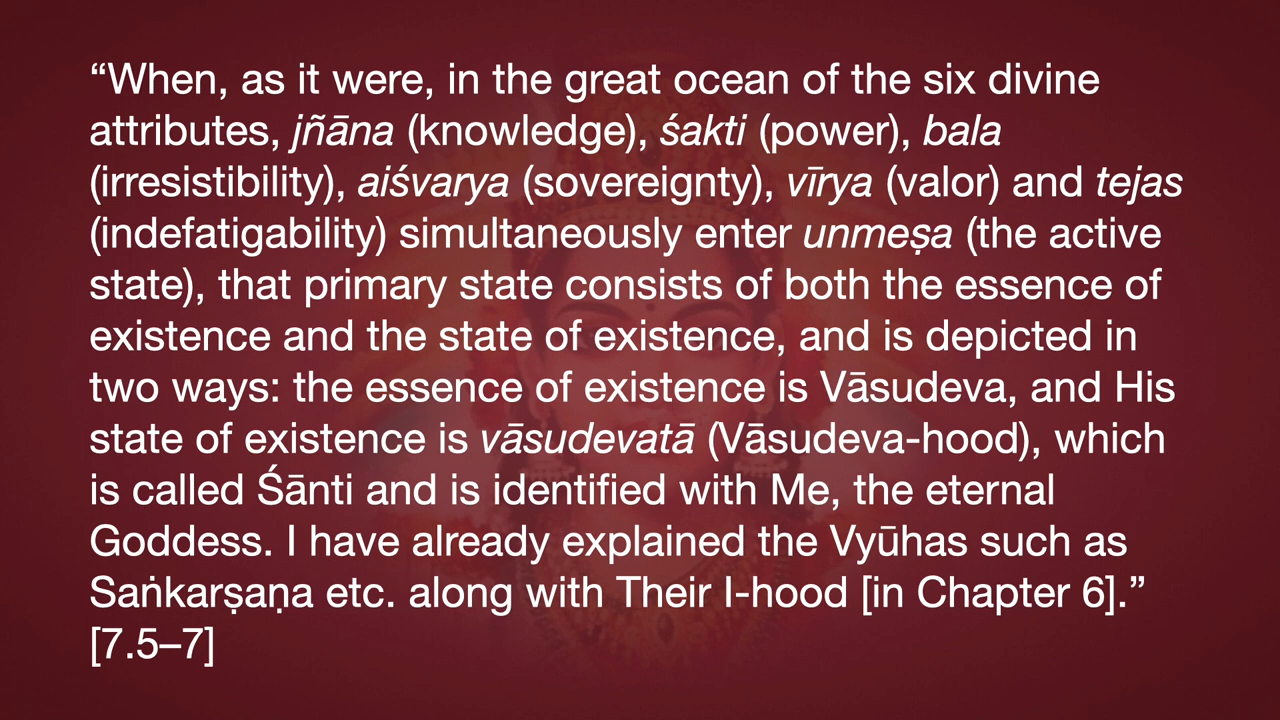 “When, as it were, in the great ocean of the six divine
attributes, jñāna (knowledge), śakti (power), bala
(irresistibility), aiśvarya (sovereignty), vīrya (valor) and tejas
(indefatigability) simultaneously enter unmeṣa (the active
state), that primary state consists of both the essence of
existence and the state of existence, and is depicted in
two ways: the essence of existence is Vāsudeva, and His
state of existence is vāsudevatā (Vāsudeva-hood), which
is called Śānti and is identified with Me, the eternal
Goddess. I have already explained the Vyūhas such as
Saṅkarṣaṇa etc. along with Their I-hood [in Chapter 6].”
[7.5–7]